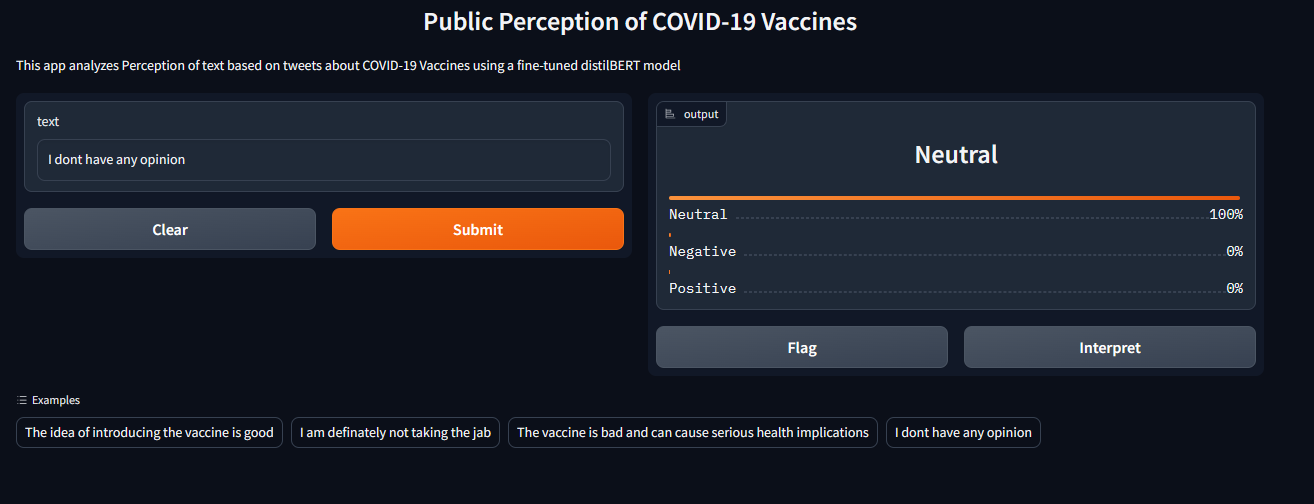 Public Perception of COVID-19 Vaccines
This app analyzes Perception of text based on tweets about COVID-19 Vaccines using a fine-tuned distilBERT model
text
I dont have any opinion
Clear
Submit
output
Neutral
Neutral 100%
Negative 0%
Positive 0%
Flag
Interpret
Examples
The idea of introducing the vaccine is good
I am definately not taking the jab
The vaccine is bad and can cause serious health implications
I dont have any opinion